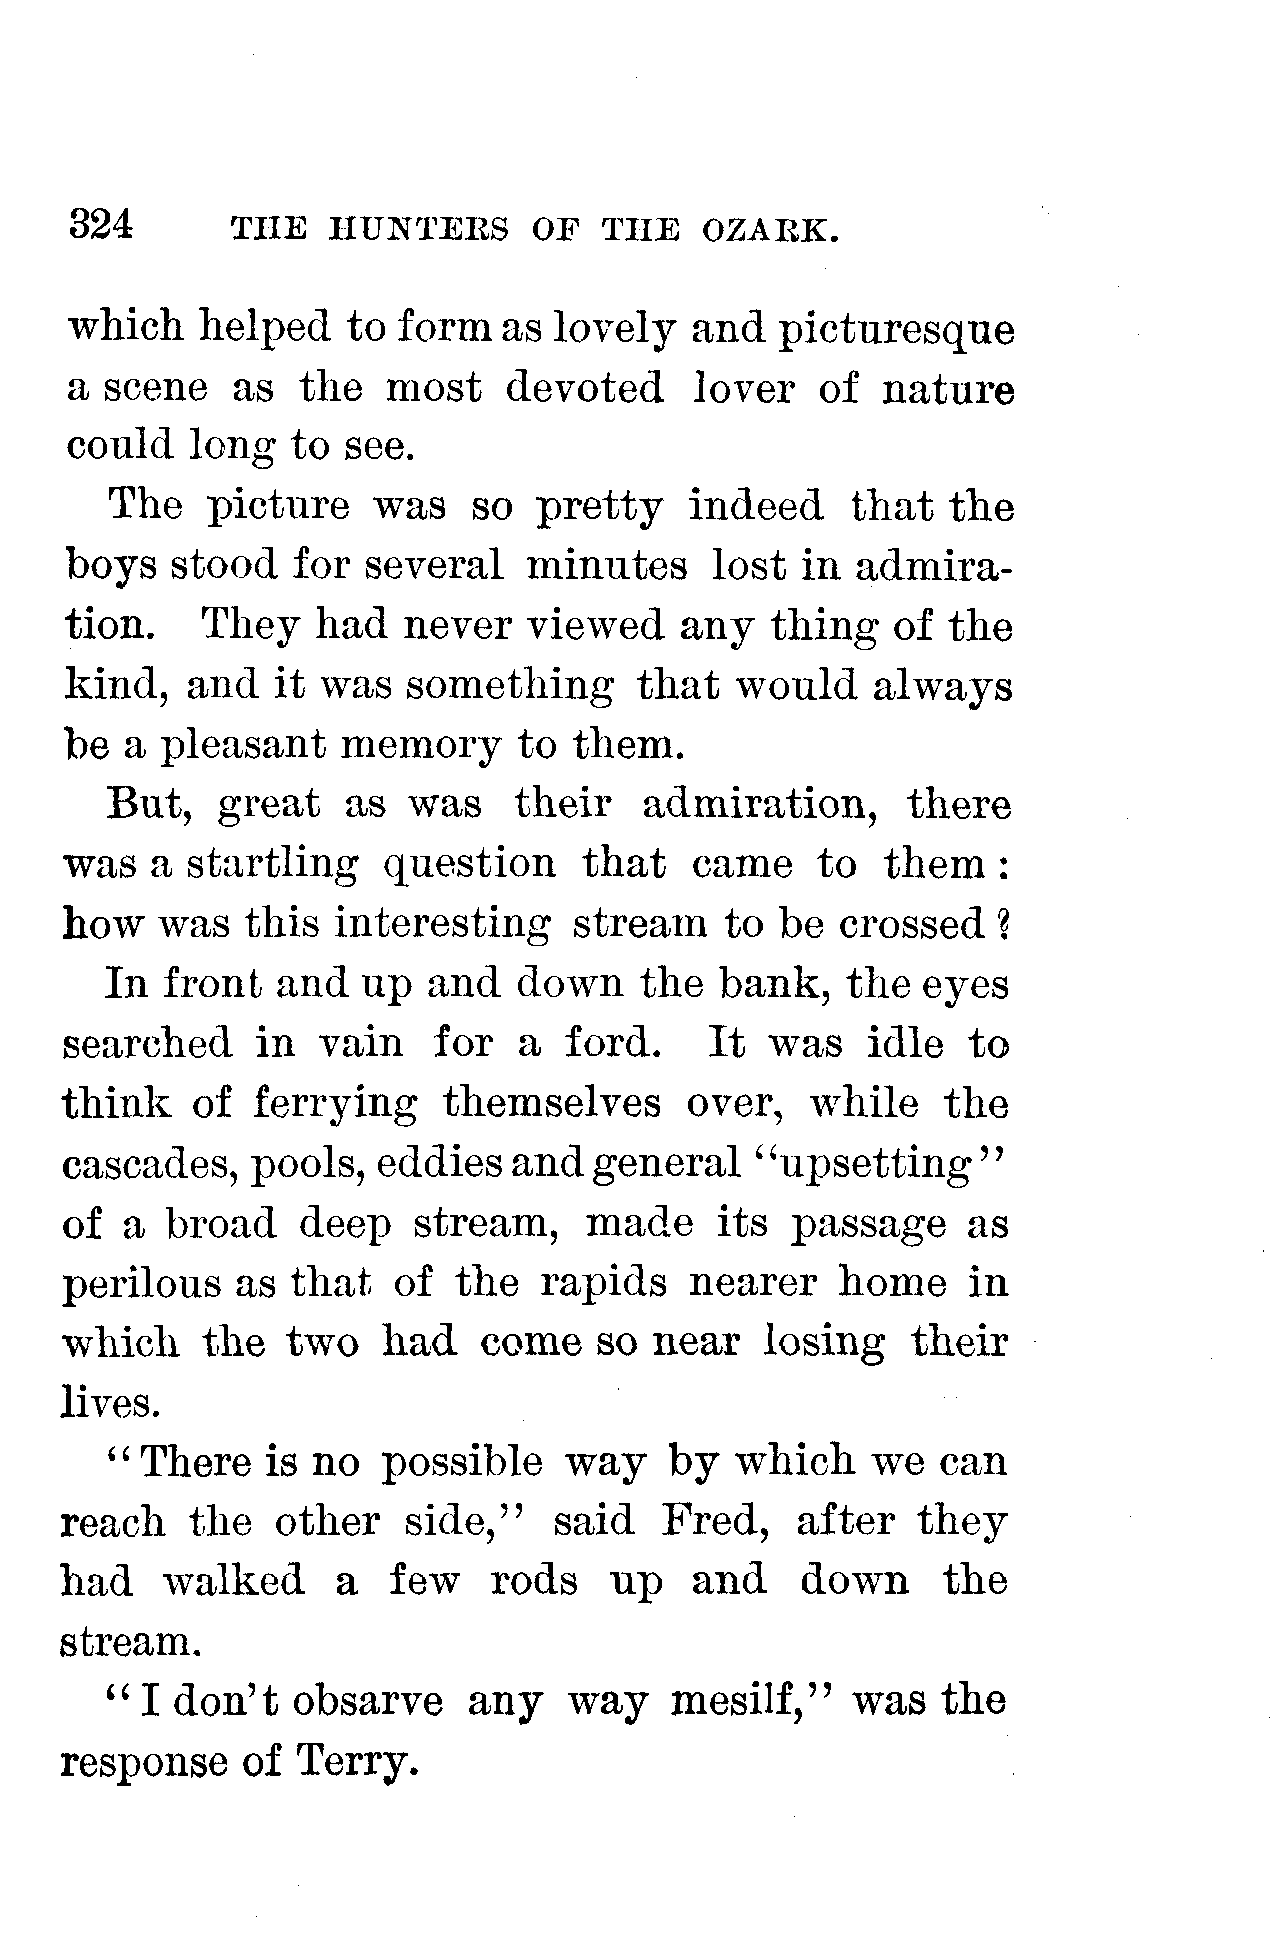 324 THE HUNTERS OF THE OZARK.
which helped to form as lovely and picturesque
a scene as the most devoted lover of nature
could long to see.
The picture was so pretty indeed that the
boys stood for several minutes lost in admira-
tion. They had never viewed any thing of the
kind, and it was something that would always
be a pleasant memory to them.
But, great as was their admiration, there
was a startling question that came to them :
how was this interesting stream to be crossed ?
In front and up and down the bank, the eyes
searched in vain for a ford. It was idle to
think of ferrying themselves over, while the
cascades, pools, eddies and general “upsetting”
of a broad deep stream, made its passage as
perilous as that of the rapids nearer home in
which the two had come so near losing their
lives.
“There is no possible way by which we can
reach the other side,” said Fred, after they
had walked a few rods up and down the
stream.
“I don’t obsarve any way mesilf,” was the
response of Terry.